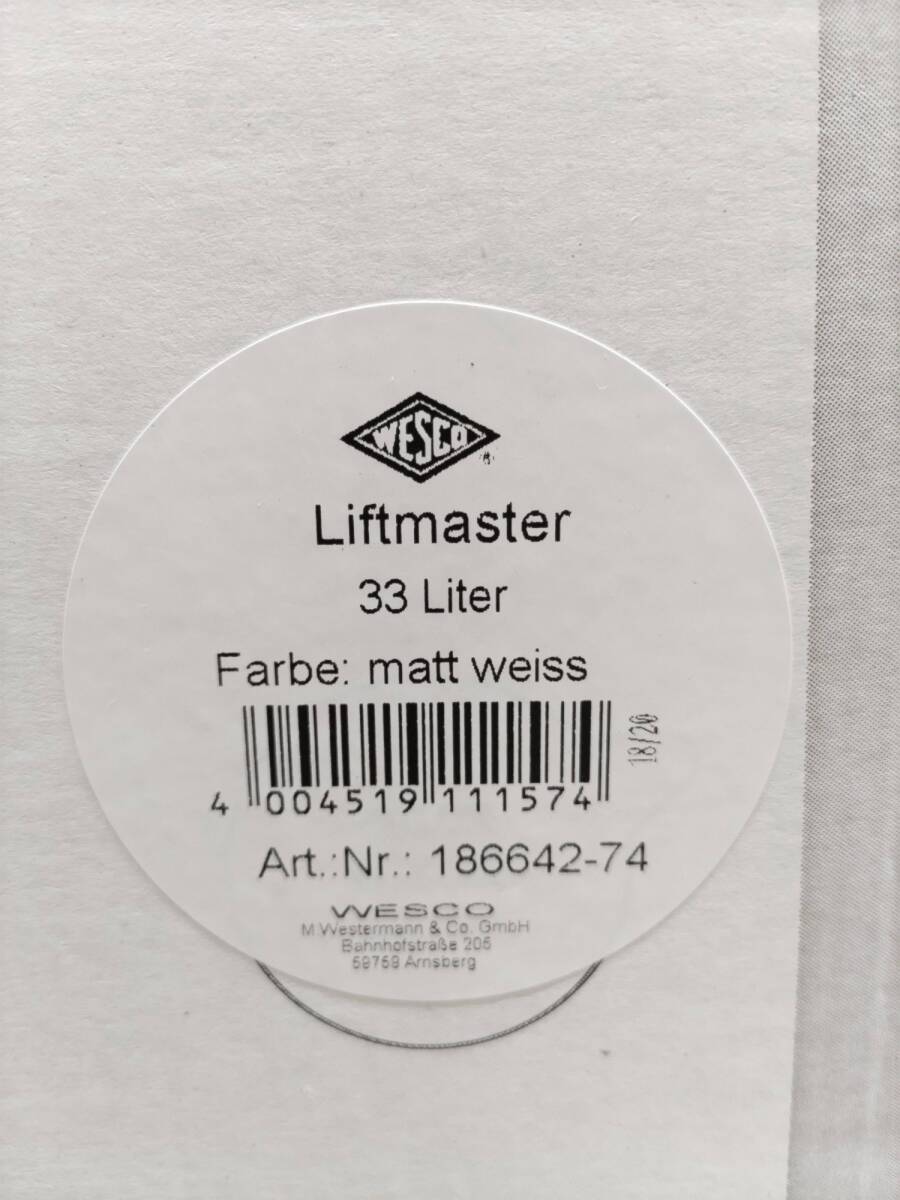 WESCO
Liftmaster
33 Liter
Farbe: matt weiss
18/20
4 004519 111574
Art.:Nr.: 186642-74
WESCO
M.Westermann & Co. GmbH
Bahnhofstraße 205
59759 Arnsberg